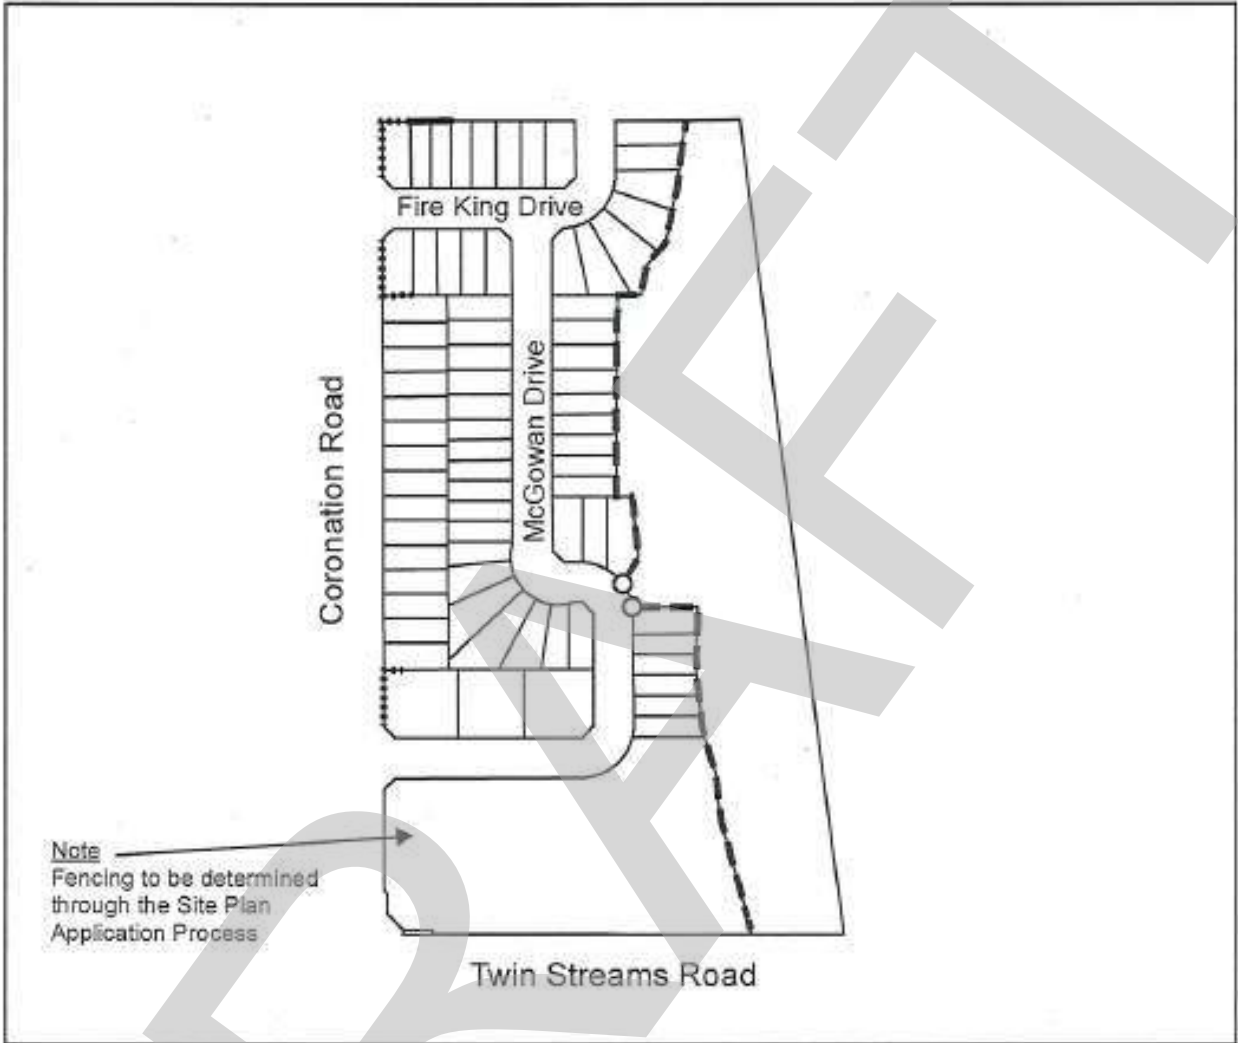 Fire King Drive
McGowan Drive
Coronation Road
Note
Fencing to be determined
through the Site Plan
Application Process
Twin Streams Road
DRAFT